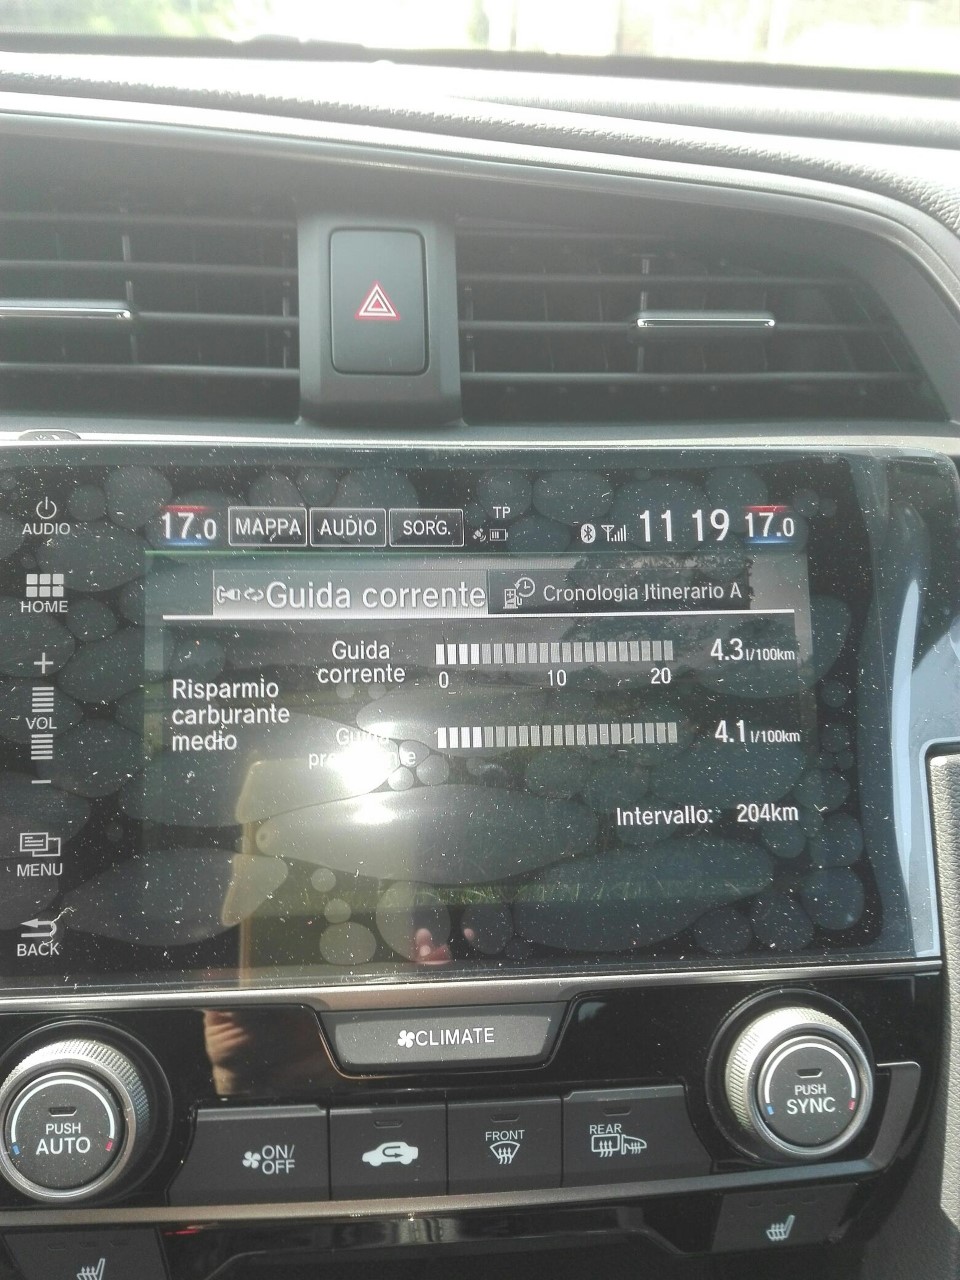 AUDIO
HOME
+
VOL
−
MENU
BACK
17.0 MAPPA AUDIO SORG. TP 11 19 17.0
Guida corrente Cronologia Itinerario A
Risparmio
carburante
medio
Guida
corrente
4.3 l/100km
0 10 20
4.1 l/100km
Intervallo: 204km
CLIMATE
PUSH
AUTO
ON/
OFF
FRONT
REAR
PUSH
SYNC